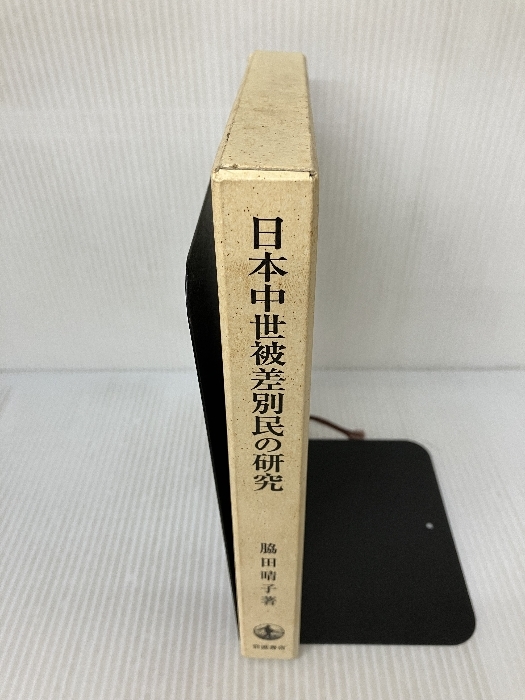 日本中世被差別民の研究
脇田晴子著
岩波書店